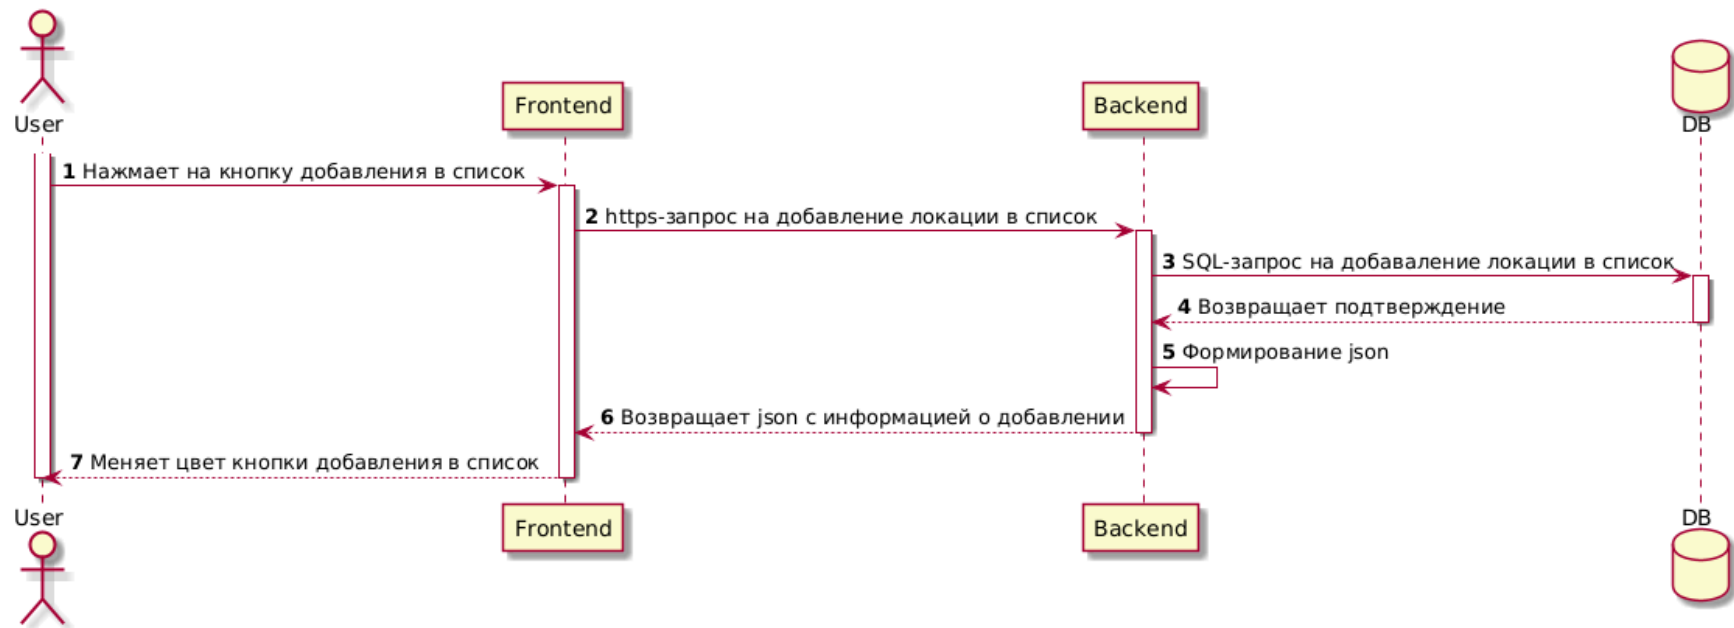 User
Frontend
Backend
DB
1 Нажмает на кнопку добавления в список
2 https-запрос на добавление локации в список
3 SQL-запрос на добаваление локации в список
4 Возвращает подтверждение
5 Формирование json
6 Возвращает json с информацией о добавлении
7 Меняет цвет кнопки добавления в список
User
Frontend
Backend
DB